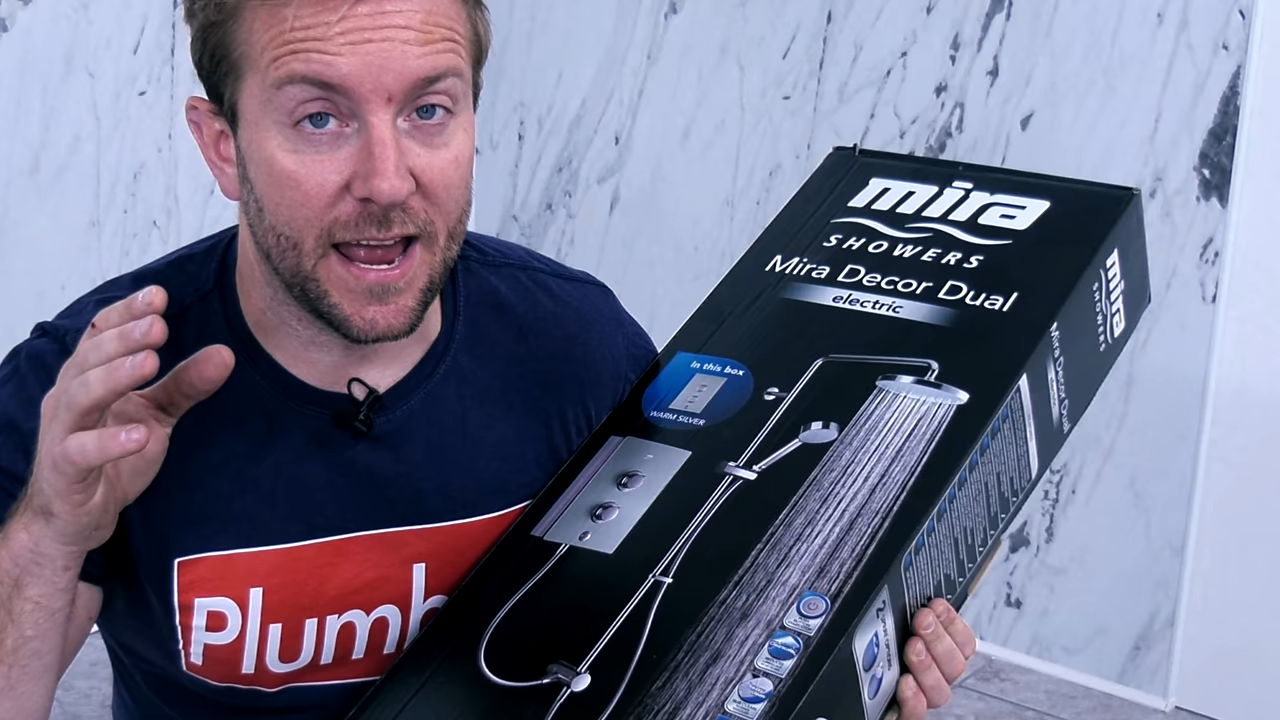 mira
SHOWERS
Mira Decor Dual
electric
In this box
WARM SILVER
Plumb
mira
SHOWERS
Mira Decor Dual